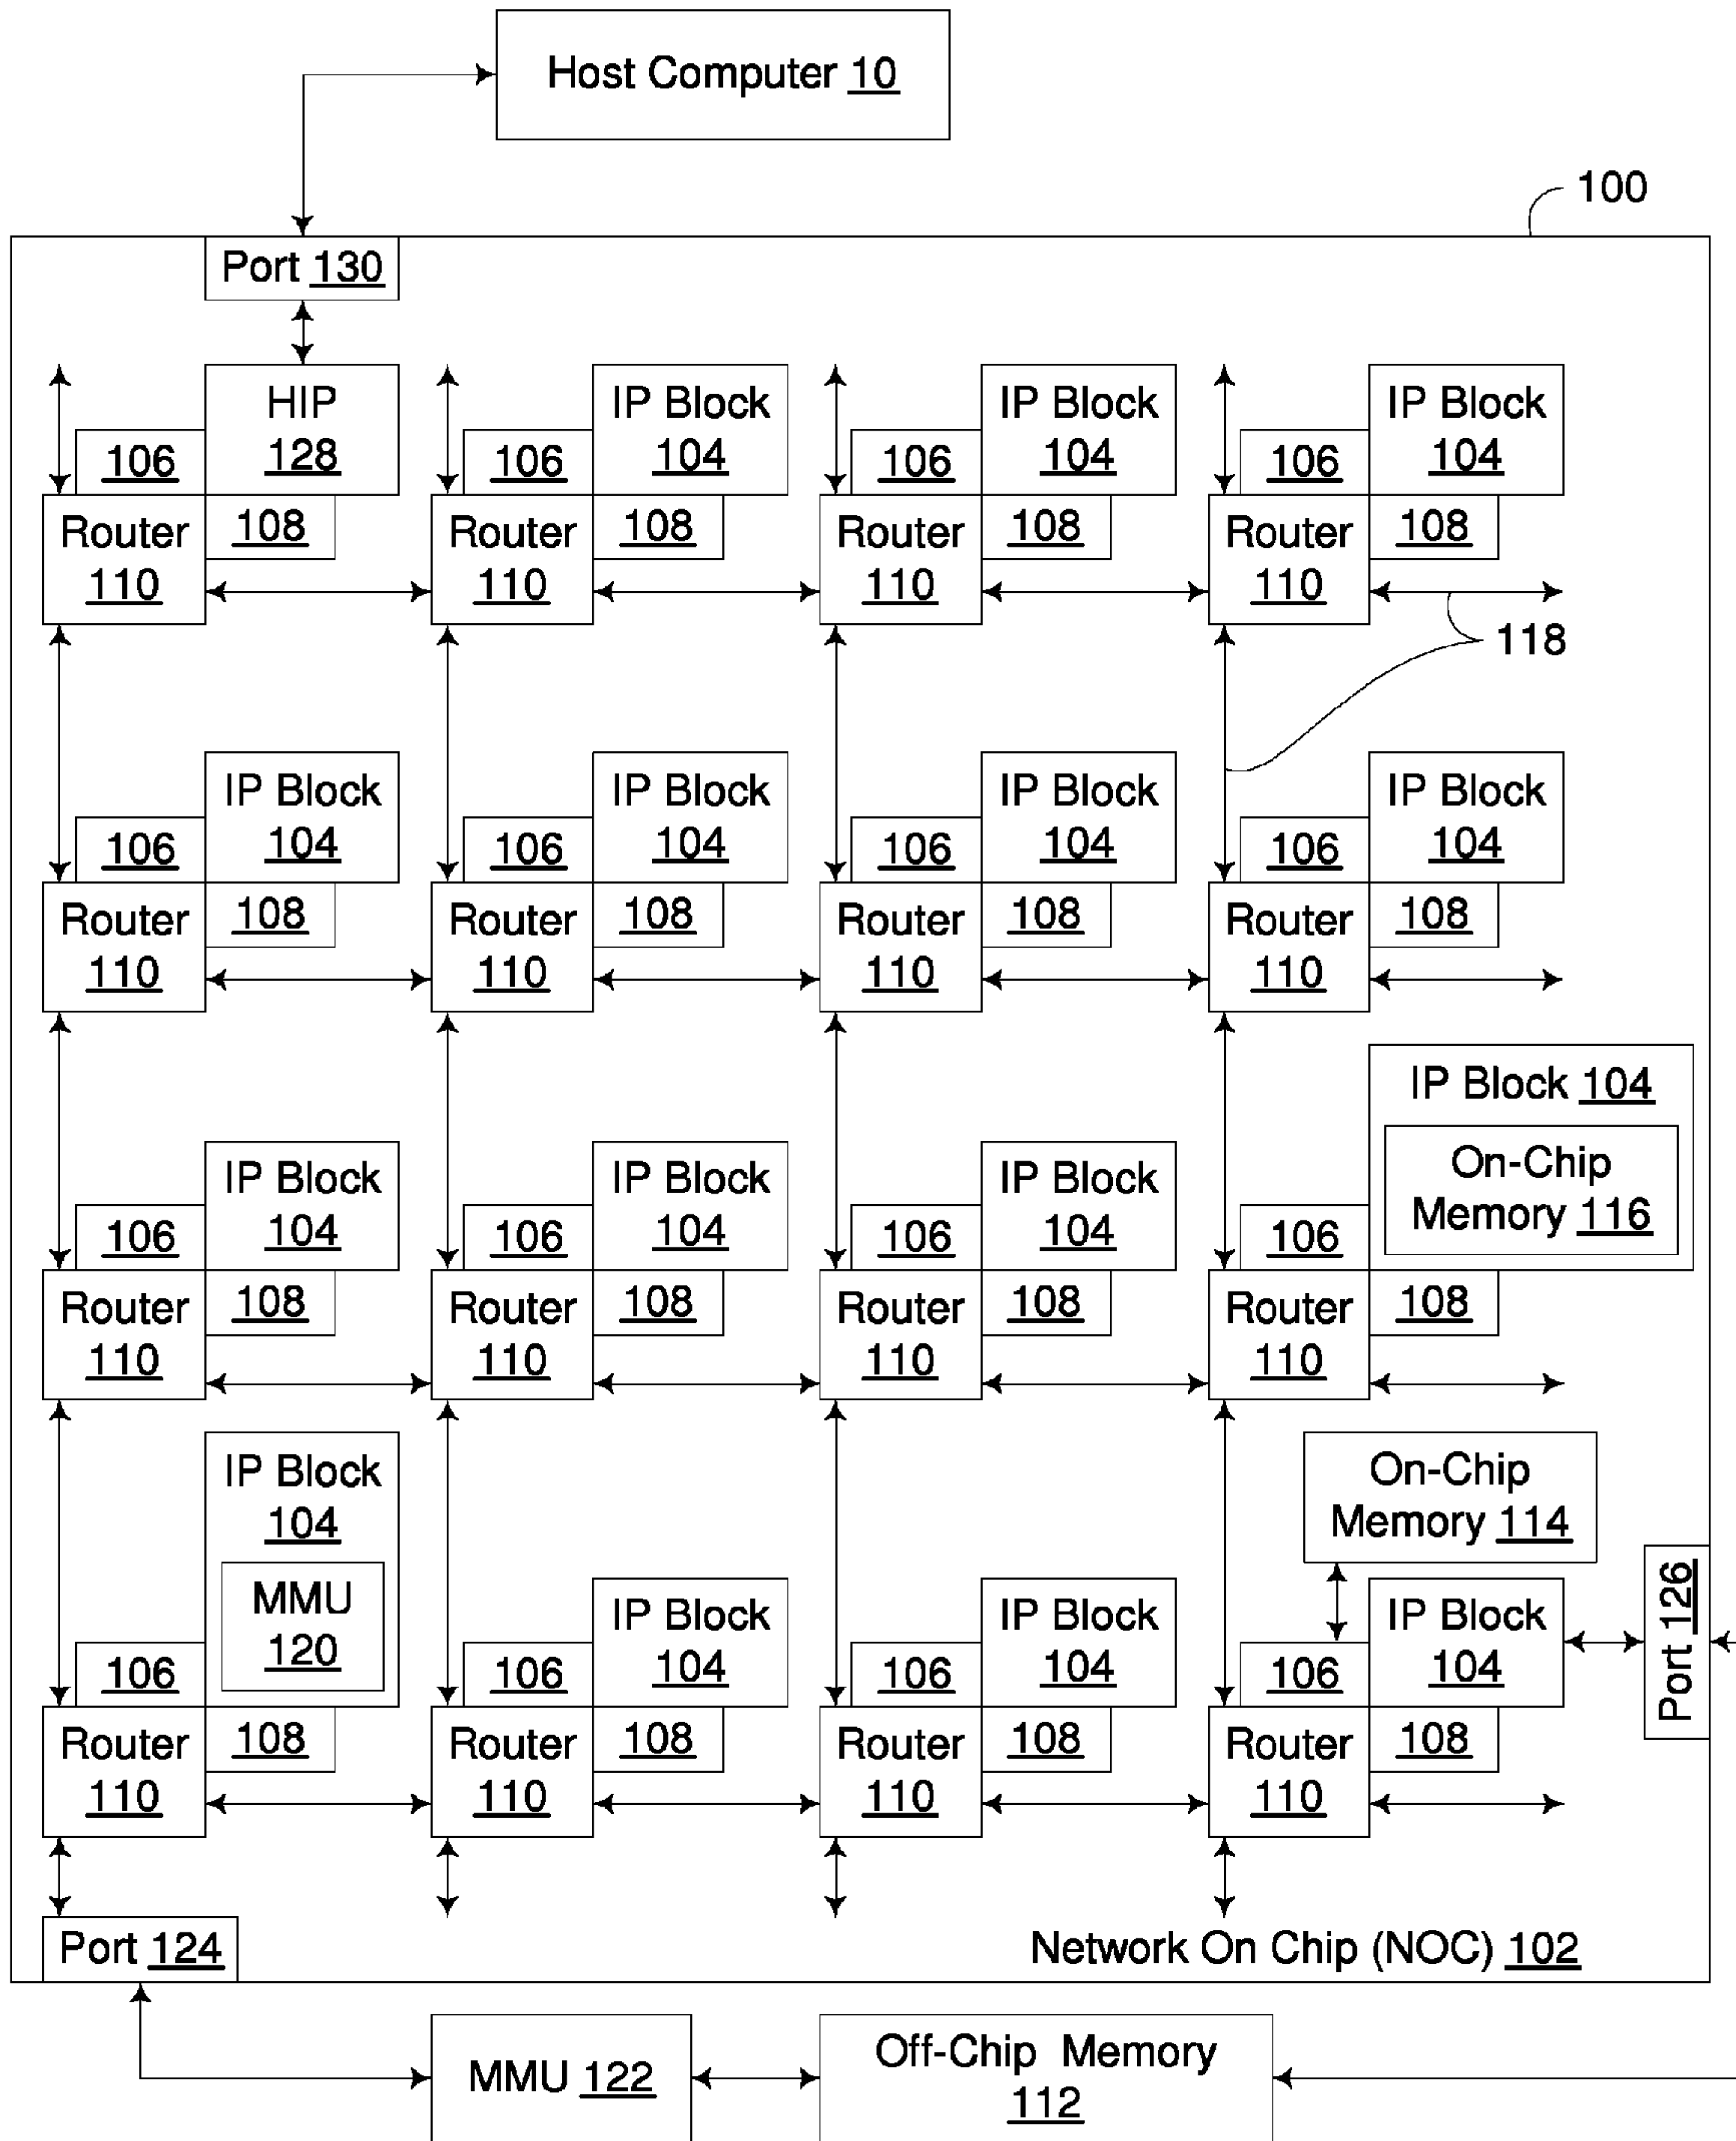 Host Computer 10
100
Port 130
HIP
128
106
108
Router
110
IP Block
104
106
108
Router
110
IP Block
104
106
108
Router
110
IP Block
104
106
108
Router
110
118
IP Block
104
106
108
Router
110
IP Block
104
106
108
Router
110
IP Block
104
106
108
Router
110
IP Block
104
106
108
Router
110
IP Block
104
106
108
Router
110
IP Block
104
106
108
Router
110
IP Block
104
106
108
Router
110
IP Block 104
On-Chip
Memory 116
106
108
Router
110
IP Block
104
MMU
120
106
108
Router
110
IP Block
104
106
108
Router
110
IP Block
104
106
108
Router
110
On-Chip
Memory 114
IP Block
104
106
108
Router
110
Port 126
Port 124
Network On Chip (NOC) 102
MMU 122
Off-Chip Memory
112